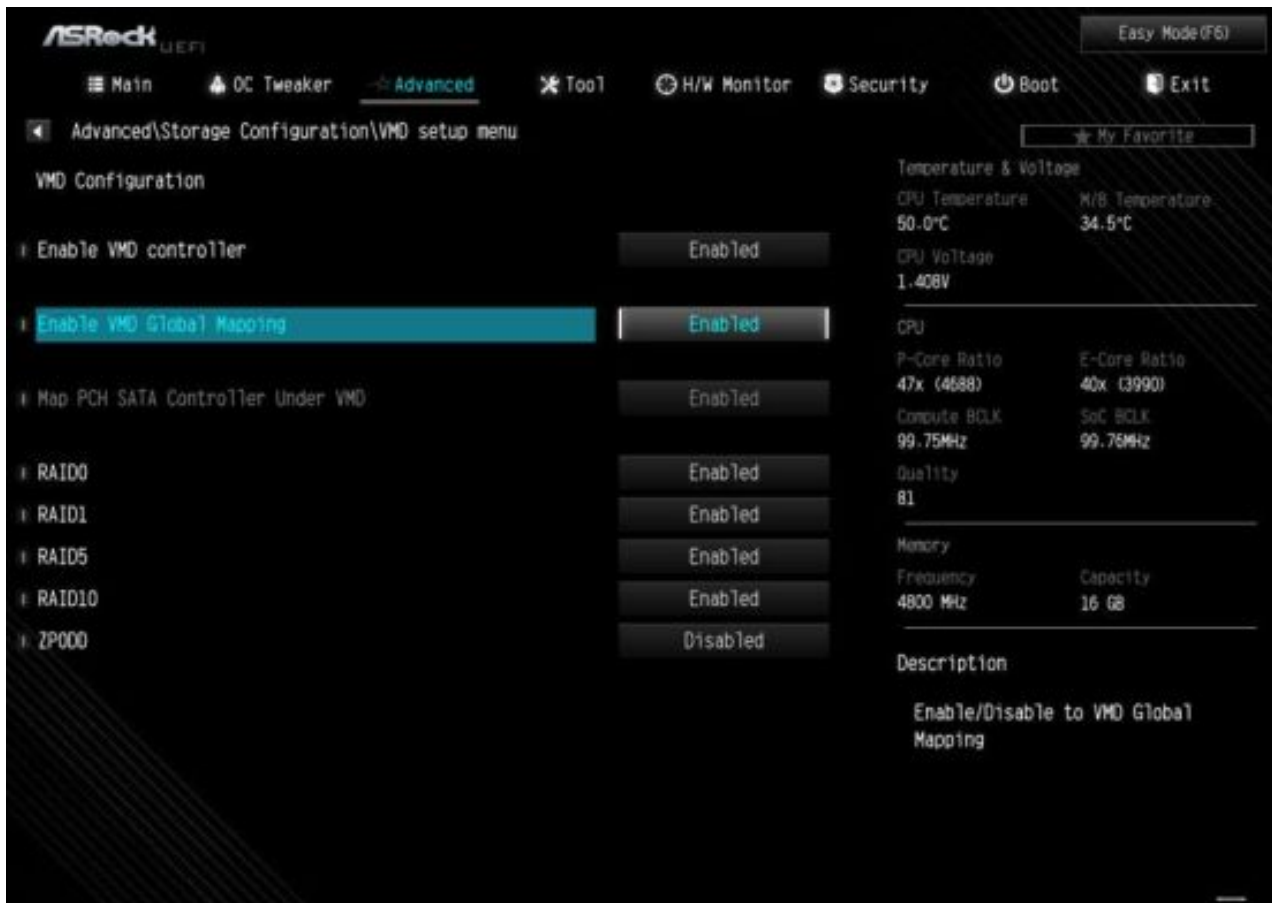 ASRock UEFI
Easy Mode(F6)
Main OC Tweaker Advanced Tool H/W Monitor Security Boot Exit
Advanced\Storage Configuration\VMD setup menu
My Favorite
VMD Configuration
Enable VMD controller Enabled
Enable VMD Global Mapping Enabled
Map PCH SATA Controller Under VMD Enabled
RAID0 Enabled
RAID1 Enabled
RAID5 Enabled
RAID10 Enabled
ZPODD Disabled
Temperature & Voltage
CPU Temperature M/B Temperature
50.0°C 34.5°C
CPU Voltage
1.408V
CPU
P-Core Ratio E-Core Ratio
47x (4688) 40x (3990)
Compute BCLK SoC BCLK
99.75MHz 99.76MHz
Quality
81
Memory
Frequency Capacity
4800 MHz 16 GB
Description
Enable/Disable to VMD Global
Mapping